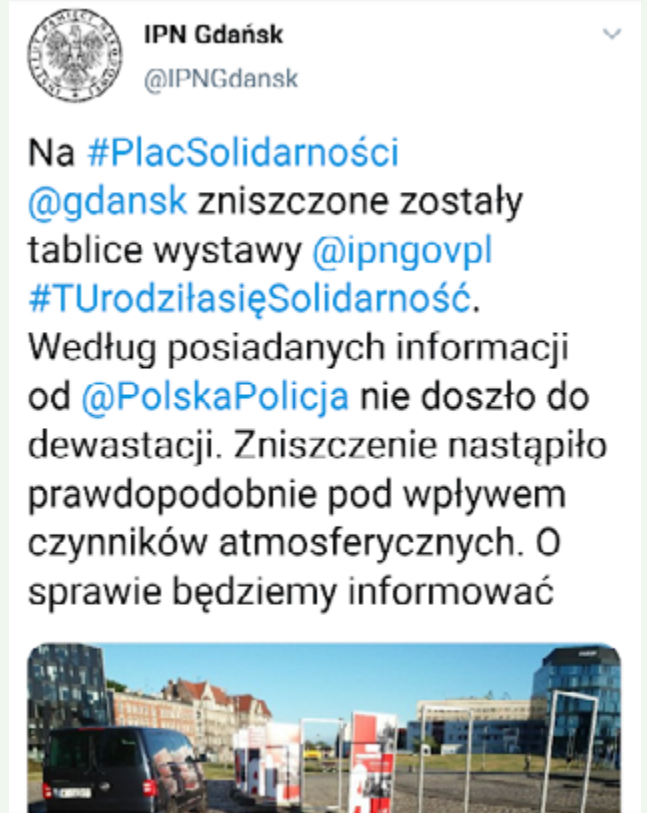 IPN Gdańsk
@IPNGdansk
Na #PlacSolidarności
@gdansk zniszczone zostały
tablice wystawy @ipngovpl
#TUrodziłasięSolidarność.
Według posiadanych informacji
od @PolskaPolicja nie doszło do
dewastacji. Zniszczenie nastąpiło
prawdopodobnie pod wpływem
czynników atmosferycznych. O
sprawie będziemy informować